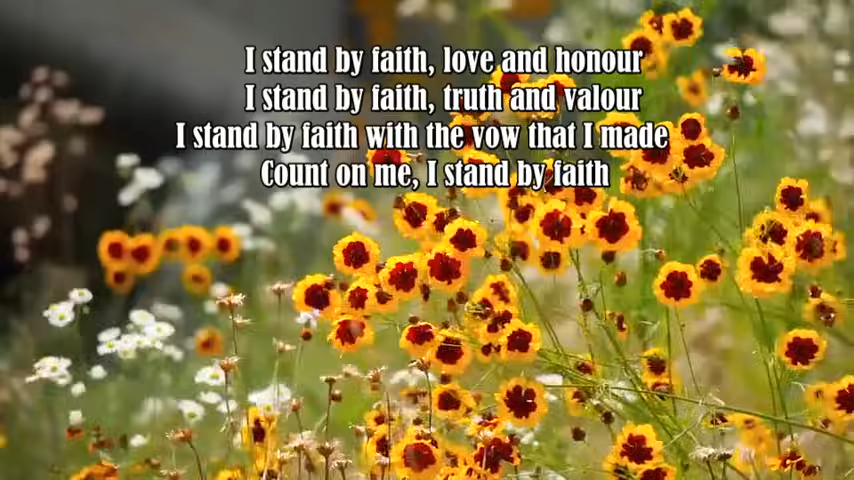 I stand by faith, love and honour
I stand by faith, truth and valour
I stand by faith with the vow that I made
Count on me, I stand by faith